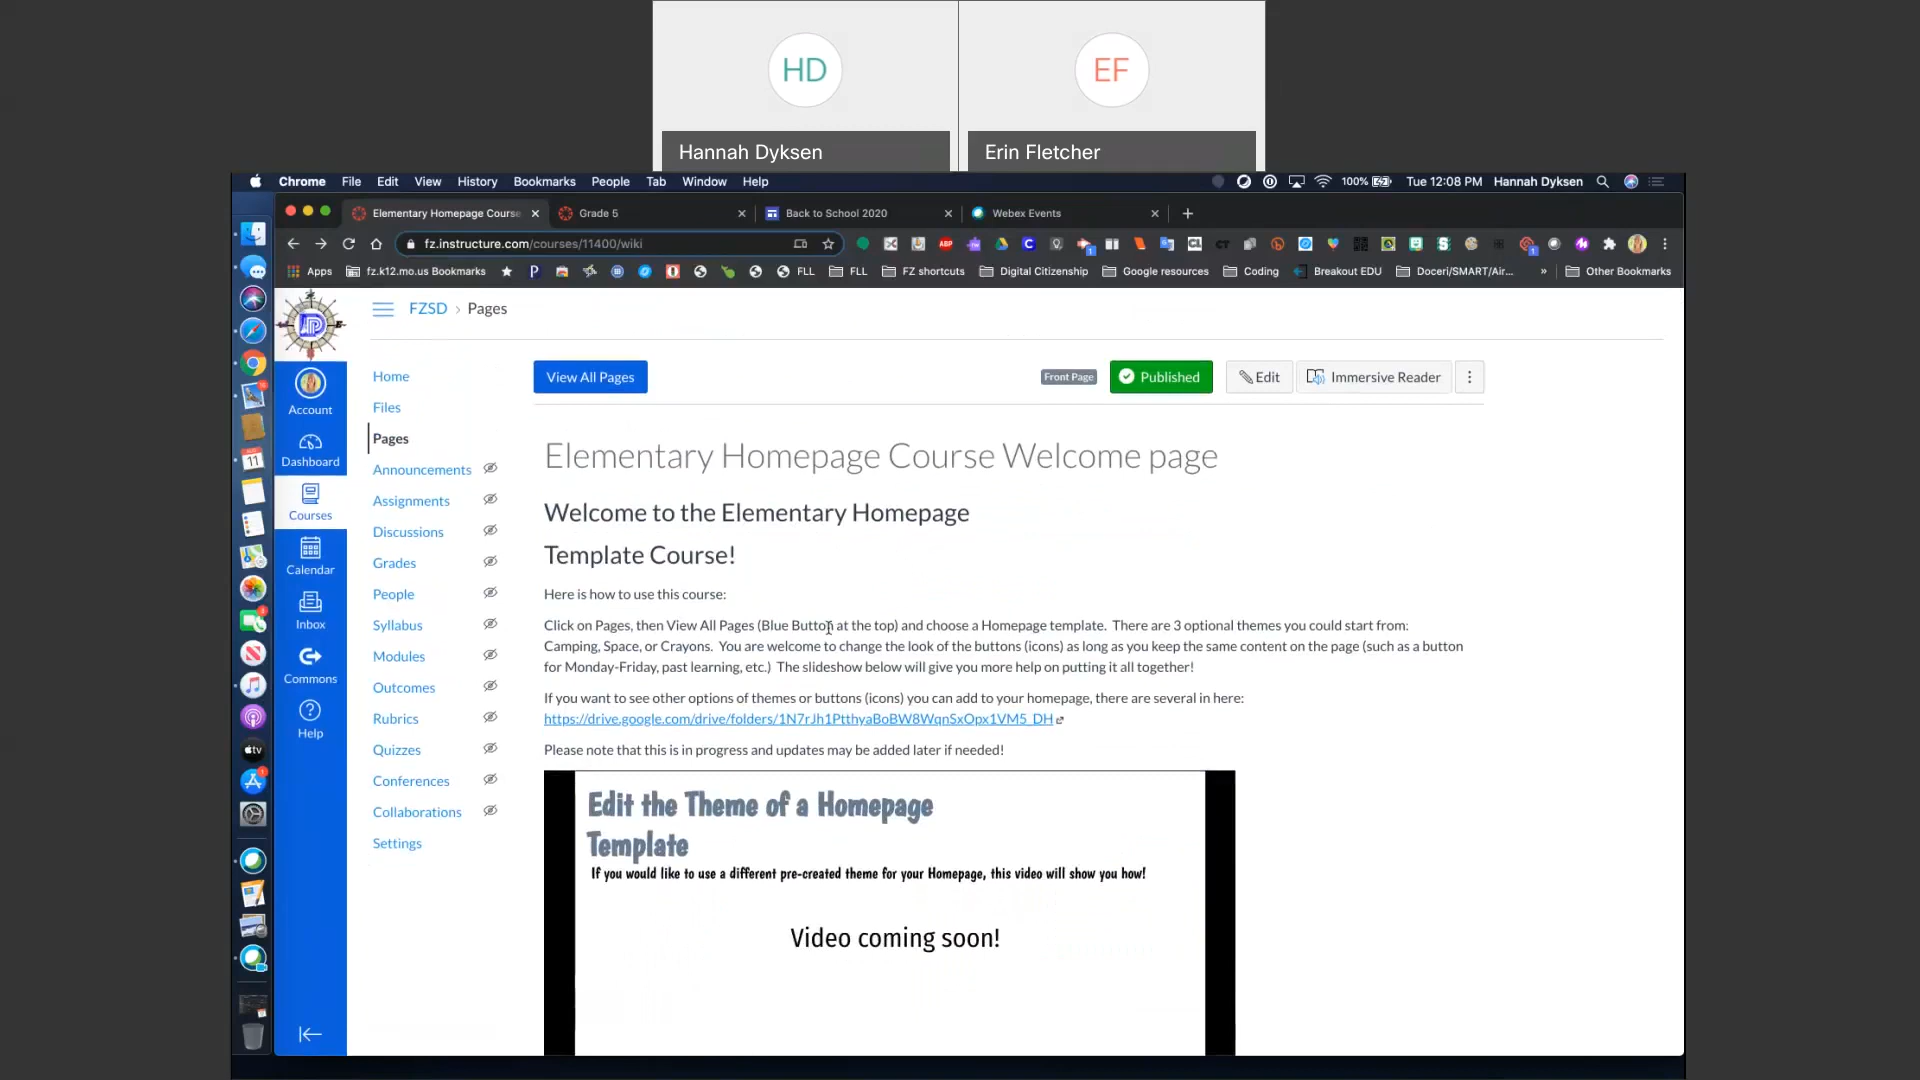 HD
EF
Hannah Dyksen
Erin Fletcher
Chrome File Edit View History Bookmarks People Tab Window Help
100% Tue 12:08 PM Hannah Dyksen
Elementary Homepage Course
Grade 5
Back to School 2020
Webex Events
fz.instructure.com/courses/11400/wiki
ABP
Apps
fz.k12.mo.us Bookmarks
FLL
FLL
FZ shortcuts
Digital Citizenship
Google resources
Coding
Breakout EDU
Doceri/SMART/Air...
»
Other Bookmarks
FZSD › Pages
Account
Dashboard
Courses
Calendar
Inbox
Commons
Help
Home
Files
Pages
Announcements
Assignments
Discussions
Grades
People
Syllabus
Modules
Outcomes
Rubrics
Quizzes
Conferences
Collaborations
Settings
View All Pages
Front Page
Published
Edit
Immersive Reader
Elementary Homepage Course Welcome page
Welcome to the Elementary Homepage
Template Course!
Here is how to use this course:
Click on Pages, then View All Pages (Blue Button at the top) and choose a Homepage template. There are 3 optional themes you could start from:
Camping, Space, or Crayons. You are welcome to change the look of the buttons (icons) as long as you keep the same content on the page (such as a button
for Monday-Friday, past learning, etc.) The slideshow below will give you more help on putting it all together!
If you want to see other options of themes or buttons (icons) you can add to your homepage, there are several in here:
https://drive.google.com/drive/folders/1N7rJh1PtthyaBoBW8WqnSxOpx1VM5_DH
Please note that this is in progress and updates may be added later if needed!
Edit the Theme of a Homepage
Template
If you would like to use a different pre-created theme for your Homepage, this video will show you how!
Video coming soon!
11
tv